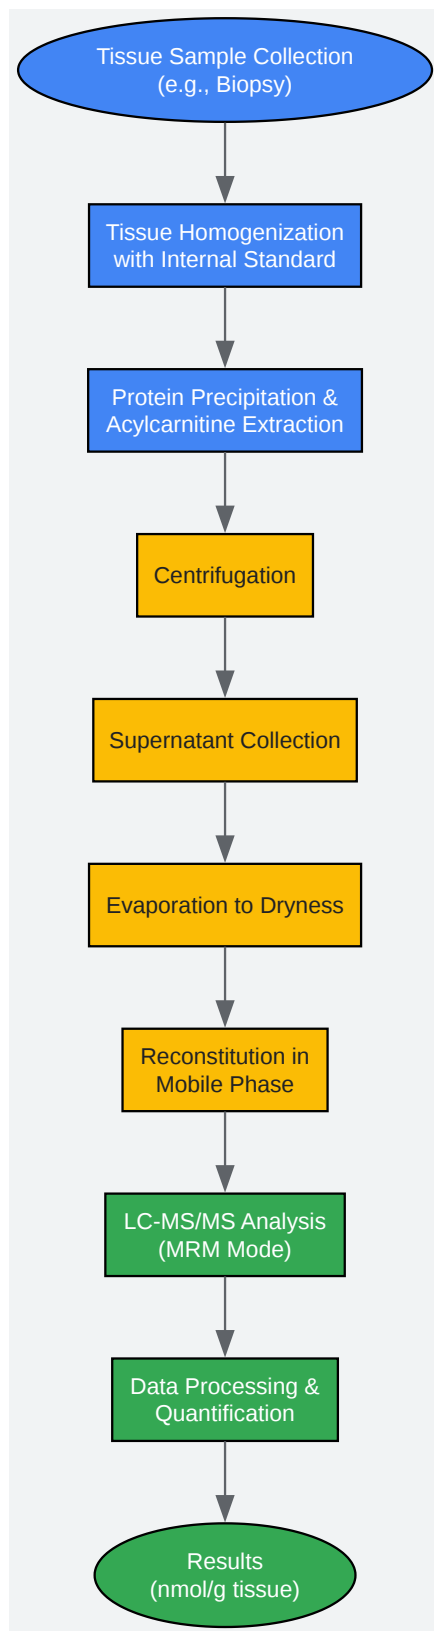 Tissue Sample Collection
(e.g., Biopsy)
Tissue Homogenization
with Internal Standard
Protein Precipitation &
Acylcarnitine Extraction
Centrifugation
Supernatant Collection
Evaporation to Dryness
Reconstitution in
Mobile Phase
LC-MS/MS Analysis
(MRM Mode)
Data Processing &
Quantification
Results
(nmol/g tissue)